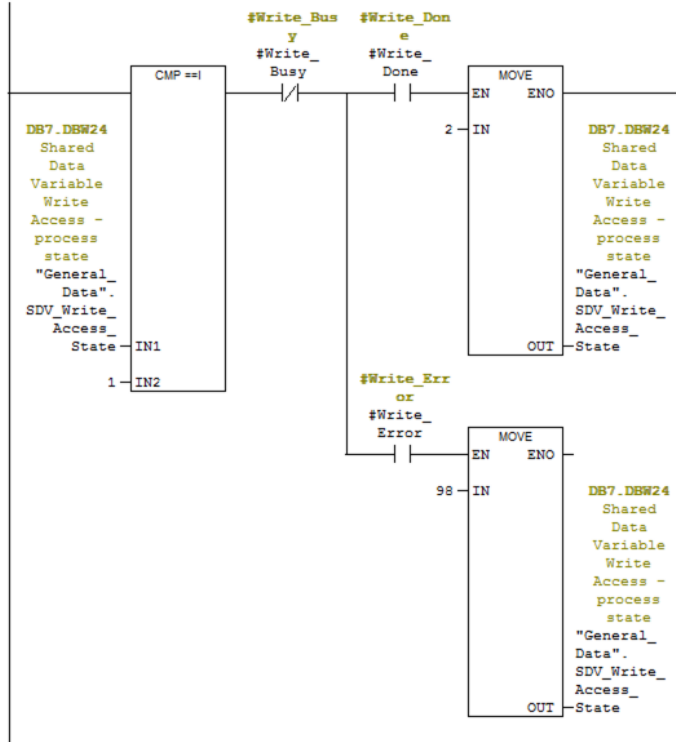 #Write_Bus
y
#Write_
Busy
#Write_Don
e
#Write_
Done
CMP ==I
MOVE
EN ENO
2 IN
DB7.DBW24
Shared
Data
Variable
Write
Access -
process
state
"General_
Data".
SDV_Write_
Access_
State IN1
1 IN2
DB7.DBW24
Shared
Data
Variable
Write
Access -
process
state
"General_
Data".
SDV_Write_
Access_
OUT State
#Write_Err
or
#Write_
Error
MOVE
EN ENO
98 IN
DB7.DBW24
Shared
Data
Variable
Write
Access -
process
state
"General_
Data".
SDV_Write_
Access_
OUT State